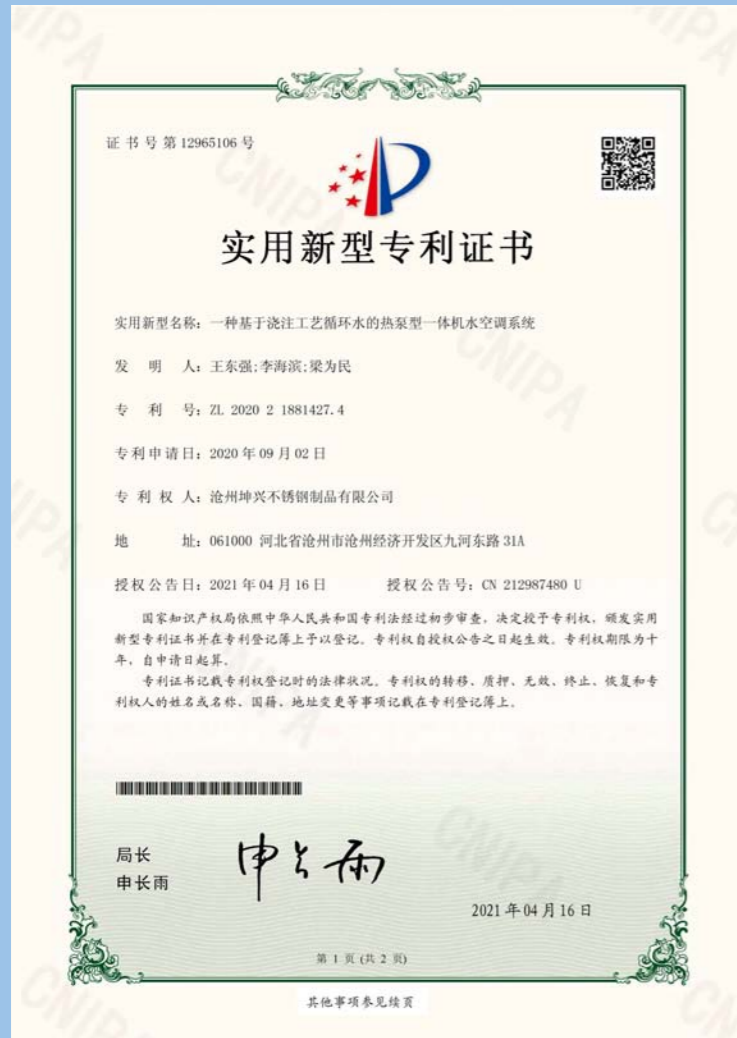 证书号第12965106号
实用新型专利证书
实用新型名称：一种基于浇注工艺循环水的热泵型一体机水空调系统
发明人：王东强;李海滨;梁为民
专利号：ZL 2020 2 1881427.4
专利申请日：2020年09月02日
专利权人：沧州坤兴不锈钢制品有限公司
地址：061000 河北省沧州市沧州经济开发区九河东路31A
授权公告日：2021年04月16日 授权公告号：CN 212987480 U
国家知识产权局依照中华人民共和国专利法经过初步审查，决定授予专利权，颁发实用
新型专利证书并在专利登记簿上予以登记。专利权自授权公告之日起生效。专利权期限为十
年，自申请日起算。
专利证书记载专利权登记时的法律状况。专利权的转移、质押、无效、终止、恢复和专
利权人的姓名或名称、国籍、地址变更等事项记载在专利登记簿上。
局长
申长雨
申长雨
2021年04月16日
第 1 页 (共 2 页)
其他事项参见续页
CNIPA
CNIPA
CNIPA
CNIPA
CNIPA